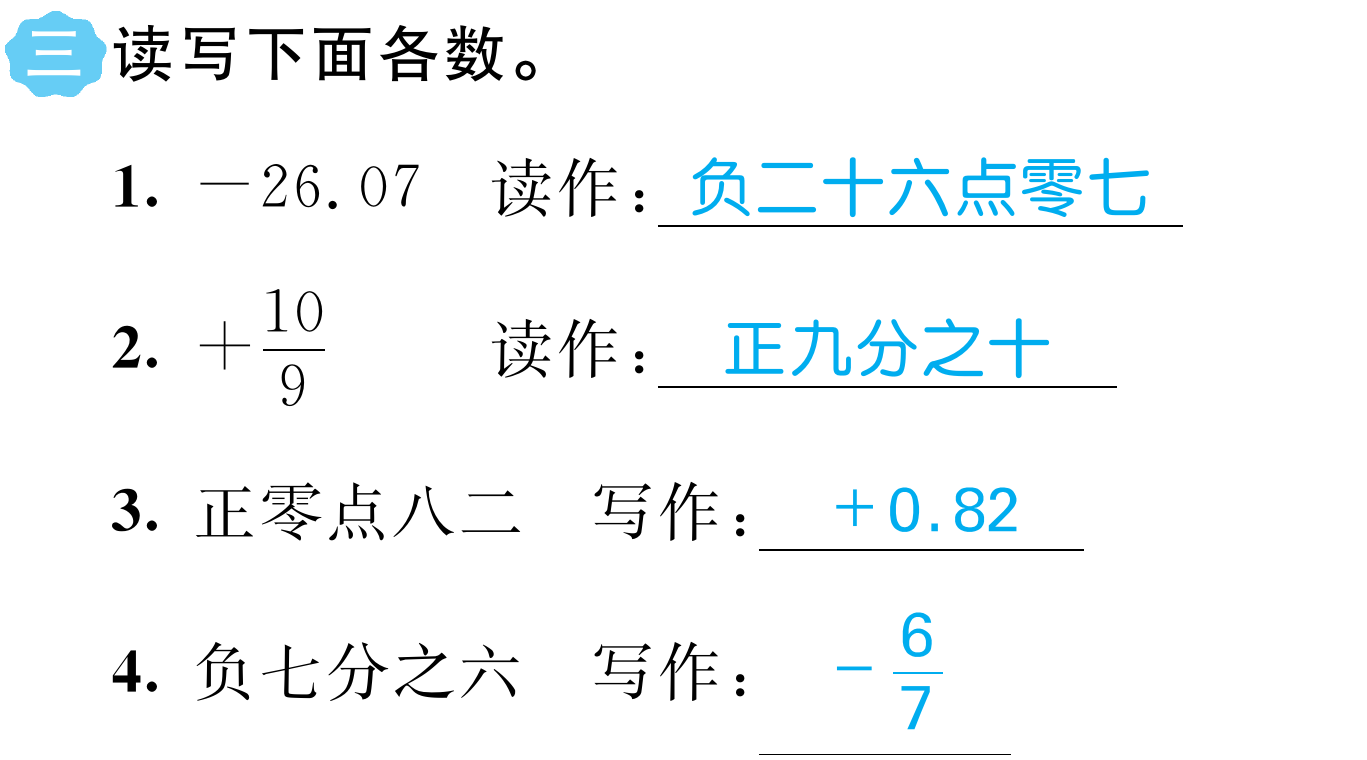 三 读写下面各数。
1. －26.07 读作：负二十六点零七
2. ＋10/9 读作：正九分之十
3. 正零点八二 写作：＋0.82
4. 负七分之六 写作：－6/7